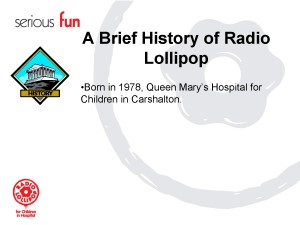 serious fun
A Brief History of Radio
Lollipop
HISTORY
•Born in 1978, Queen Mary's Hospital for
Children in Carshalton.
RADIO LOLLIPOP
for Children
in Hospital